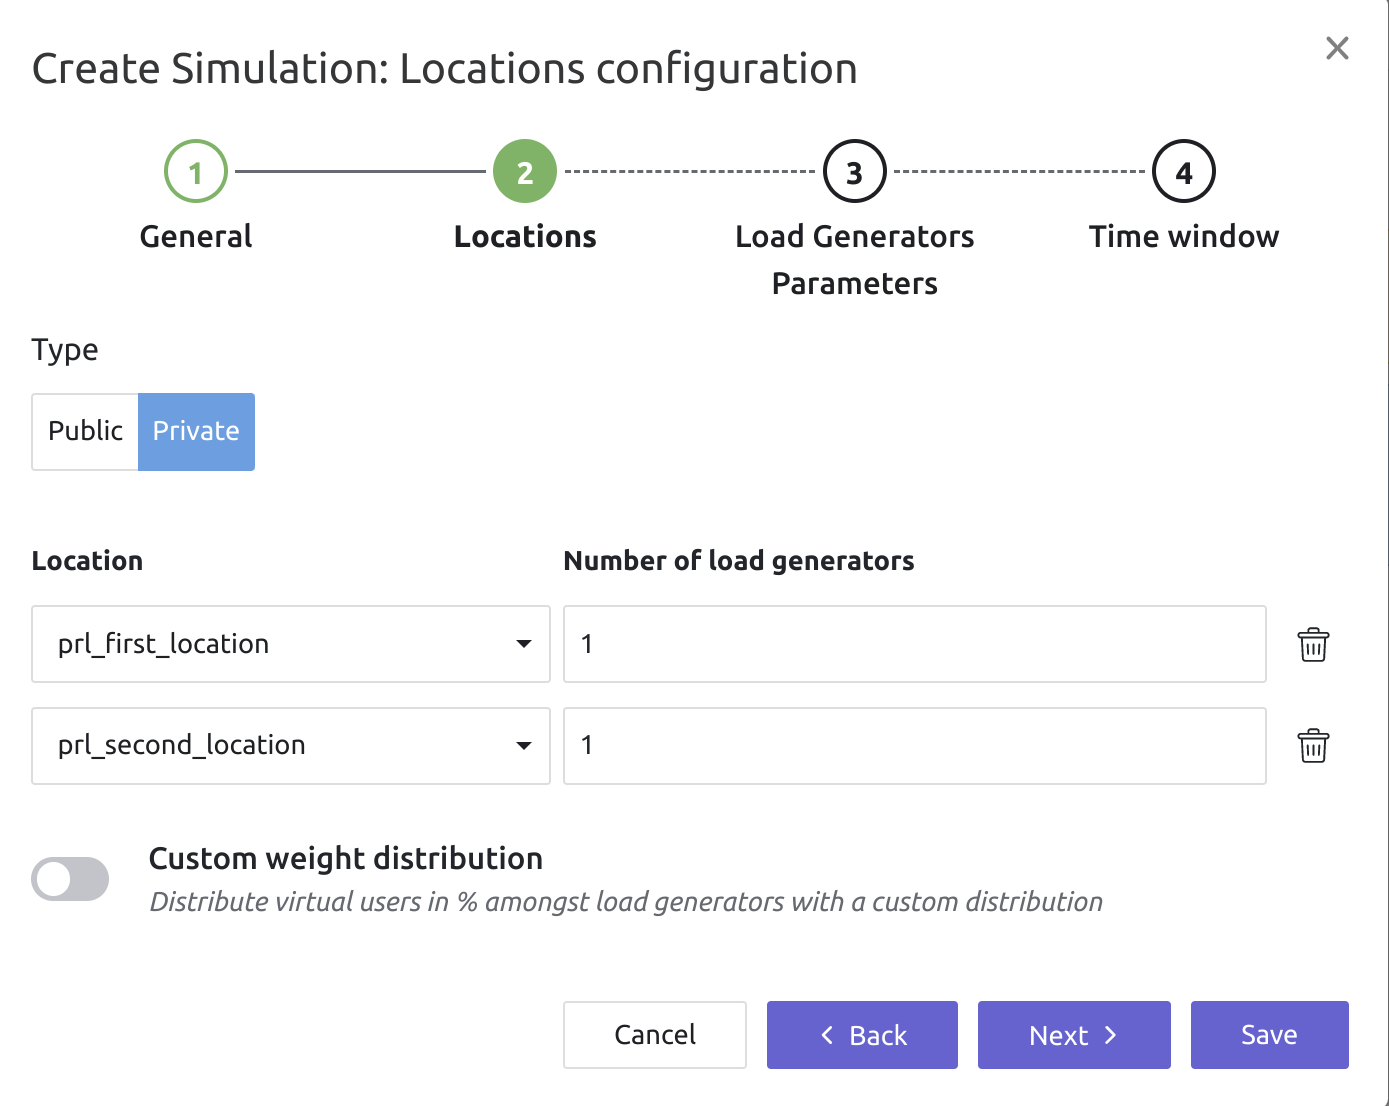 Create Simulation: Locations configuration
1
2
3
4
General
Locations
Load Generators
Parameters
Time window
Type
Public
Private
Location
Number of load generators
prl_first_location
1
prl_second_location
1
Custom weight distribution
Distribute virtual users in % amongst load generators with a custom distribution
Cancel
Back
Next
Save